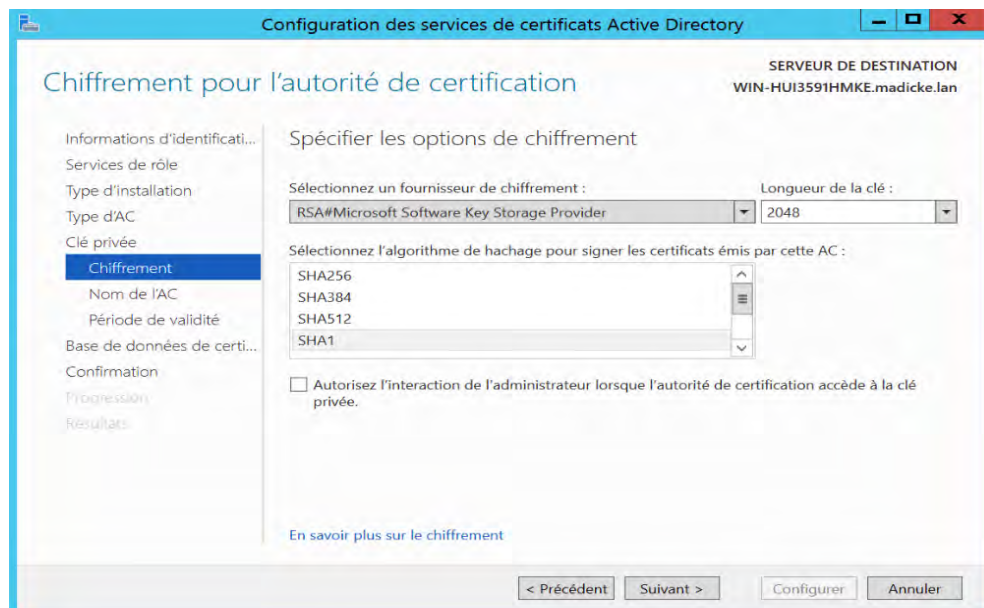 Configuration des services de certificats Active Directory
Chiffrement pour l'autorité de certification
SERVEUR DE DESTINATION
WIN-HUI3591HMKE.madicke.lan
Informations d'identificati...
Services de rôle
Type d'installation
Type d'AC
Clé privée
Chiffrement
Nom de l'AC
Période de validité
Base de données de certi...
Confirmation
Progression
Résultats
Spécifier les options de chiffrement
Sélectionnez un fournisseur de chiffrement :
Longueur de la clé :
RSA#Microsoft Software Key Storage Provider
2048
Sélectionnez l'algorithme de hachage pour signer les certificats émis par cette AC :
SHA256
SHA384
SHA512
SHA1
Autorisez l'interaction de l'administrateur lorsque l'autorité de certification accède à la clé
privée.
En savoir plus sur le chiffrement
< Précédent
Suivant >
Configurer
Annuler